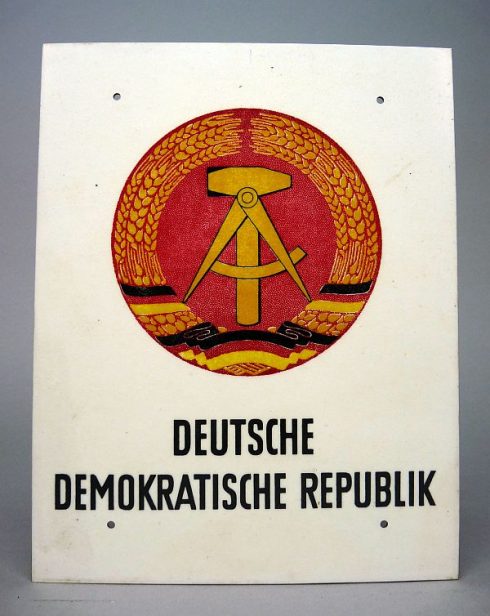 DEUTSCHE
DEMOKRATISCHE REPUBLIK